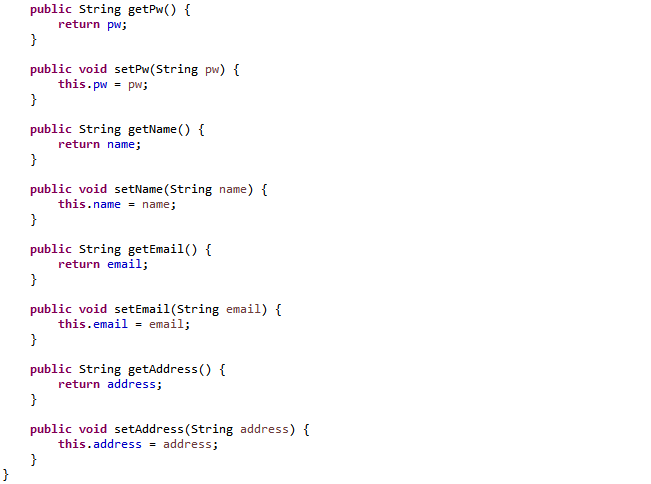 public String getPw() {
return pw;
}
public void setPw(String pw) {
this.pw = pw;
}
public String getName() {
return name;
}
public void setName(String name) {
this.name = name;
}
public String getEmail() {
return email;
}
public void setEmail(String email) {
this.email = email;
}
public String getAddress() {
return address;
}
public void setAddress(String address) {
this.address = address;
}
}